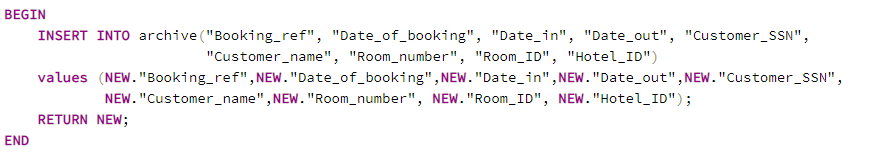 BEGIN
INSERT INTO archive("Booking_ref", "Date_of_booking", "Date_in", "Date_out", "Customer_SSN",
"Customer_name", "Room_number", "Room_ID", "Hotel_ID")
values (NEW."Booking_ref",NEW."Date_of_booking",NEW."Date_in",NEW."Date_out",NEW."Customer_SSN",
NEW."Customer_name",NEW."Room_number", NEW."Room_ID", NEW."Hotel_ID");
RETURN NEW;
END